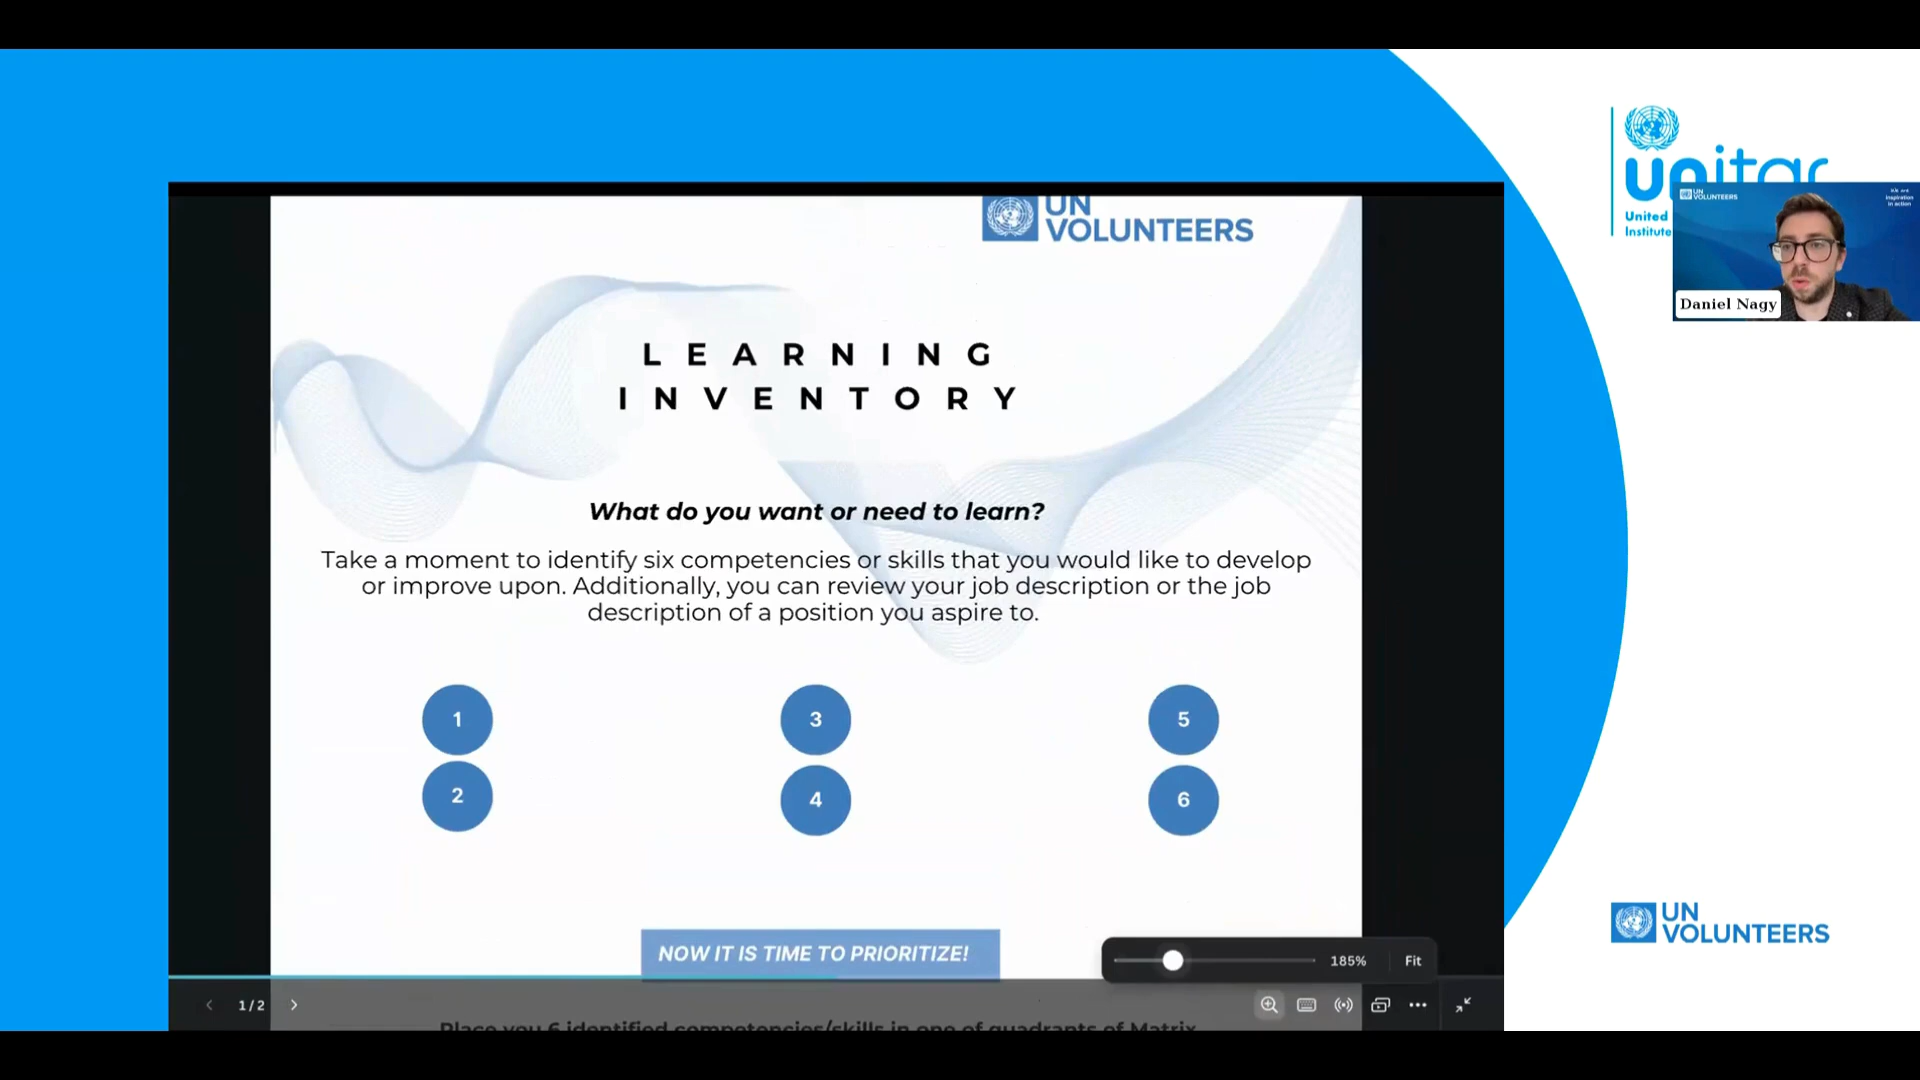 UN
VOLUNTEERS
LEARNING
INVENTORY
What do you want or need to learn?
Take a moment to identify six competencies or skills that you would like to develop
or improve upon. Additionally, you can review your job description or the job
description of a position you aspire to.
1
3
5
2
4
6
NOW IT IS TIME TO PRIORITIZE!
185%
Fit
1/2
Place you 6 identified competencies/skills in one of quadrants of Matrix
unitar
United
Institute
UN
VOLUNTEERS
We are
inspiration
in action
Daniel Nagy
UN
VOLUNTEERS